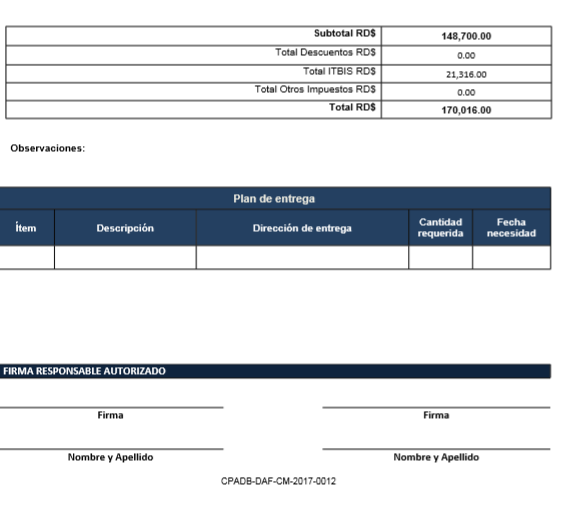 Subtotal RD$ 148,700.00
Total Descuentos RD$ 0.00
Total ITBIS RD$ 21,316.00
Total Otros Impuestos RD$ 0.00
Total RD$ 170,016.00
Observaciones:
Plan de entrega
Ítem Descripción Dirección de entrega Cantidad requerida Fecha necesidad
FIRMA RESPONSABLE AUTORIZADO
Firma Firma
Nombre y Apellido Nombre y Apellido
CPADB-DAF-CM-2017-0012